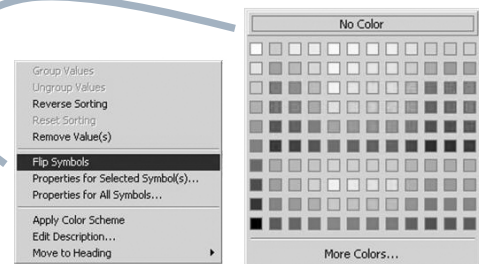 No Color
Group Values
Ungroup Values
Reverse Sorting
Reset Sorting
Remove Value(s)
Flip Symbols
Properties for Selected Symbol(s)...
Properties for All Symbols...
Apply Color Scheme
Edit Description...
Move to Heading
More Colors...